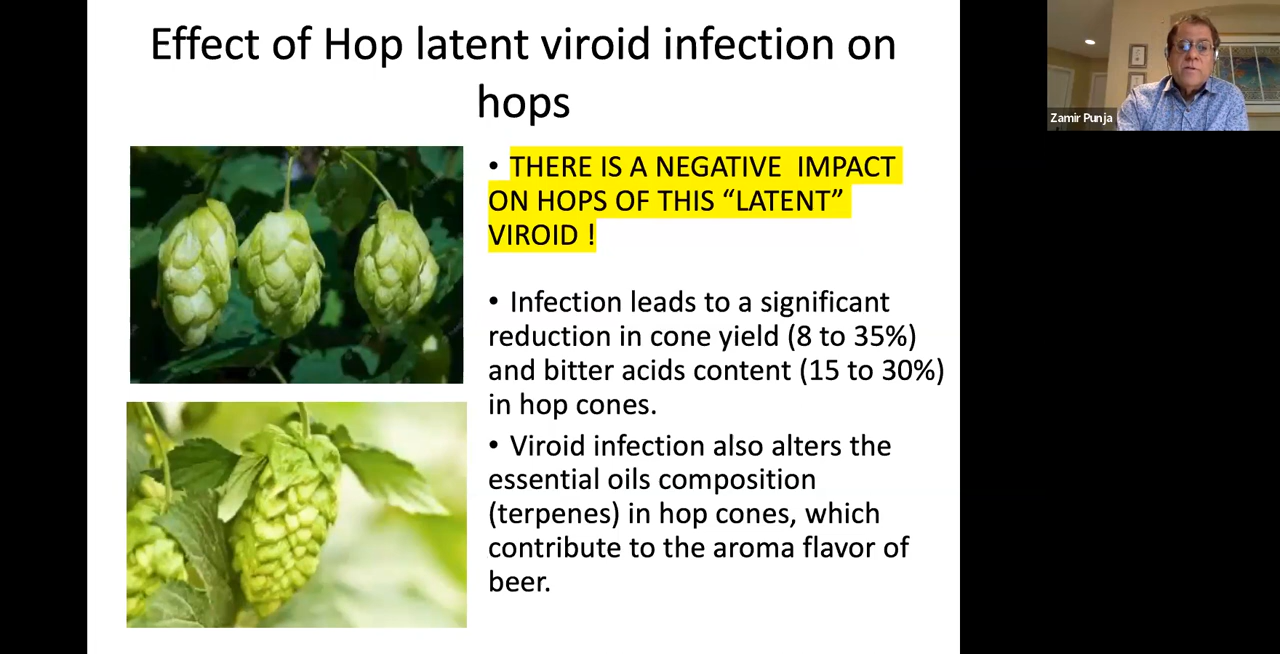 Effect of Hop latent viroid infection on
hops
• THERE IS A NEGATIVE  IMPACT
ON HOPS OF THIS “LATENT”
VIROID !
• Infection leads to a significant
reduction in cone yield (8 to 35%)
and bitter acids content (15 to 30%)
in hop cones.
• Viroid infection also alters the
essential oils composition
(terpenes) in hop cones, which
contribute to the aroma flavor of
beer.
Zamir Punja